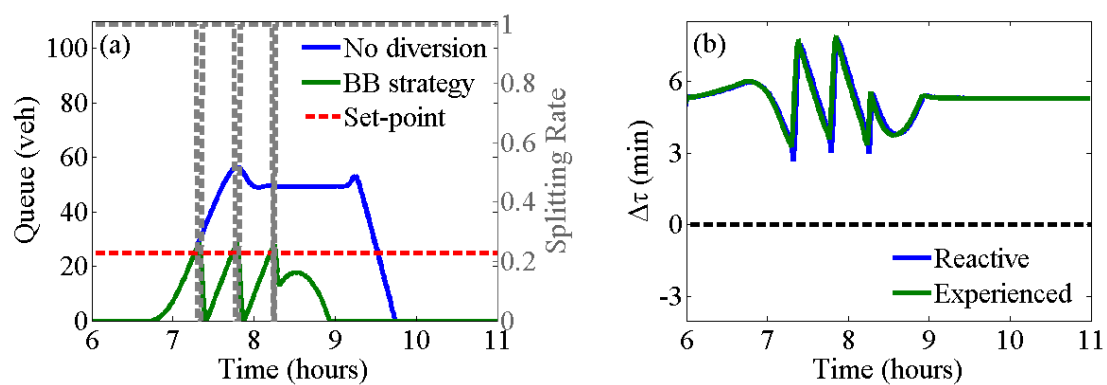 (a)
No diversion
BB strategy
Set-point
Queue (veh)
100
80
60
40
20
0
6 7 8 9 10 11
Time (hours)
1
0.8
0.6
0.4
0.2
0
Splitting Rate
(b)
Δτ (min)
6
3
0
-3
Reactive
Experienced
6 7 8 9 10 11
Time (hours)